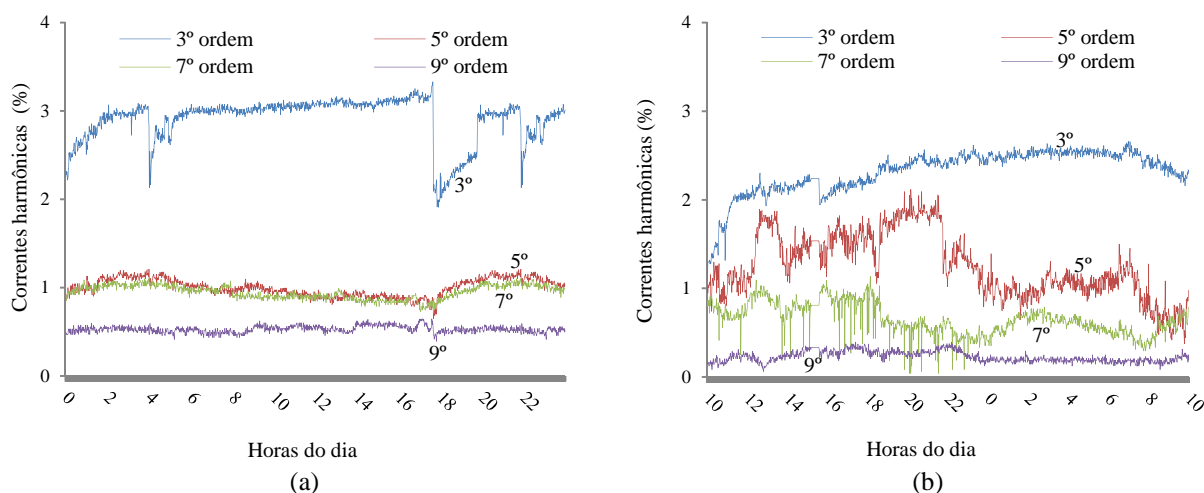 (a)
Correntes harmônicas (%)
4
3
2
1
0
3º ordem
5º ordem
7º ordem
9º ordem
3º
5º
7º
9º
0
2
4
6
8
10
12
14
16
18
20
22
Horas do dia
(a)
(b)
Correntes harmônicas (%)
4
3
2
1
0
3º ordem
5º ordem
7º ordem
9º ordem
3º
5º
7º
9º
10
12
14
16
18
20
22
0
2
4
6
8
10
Horas do dia
(b)